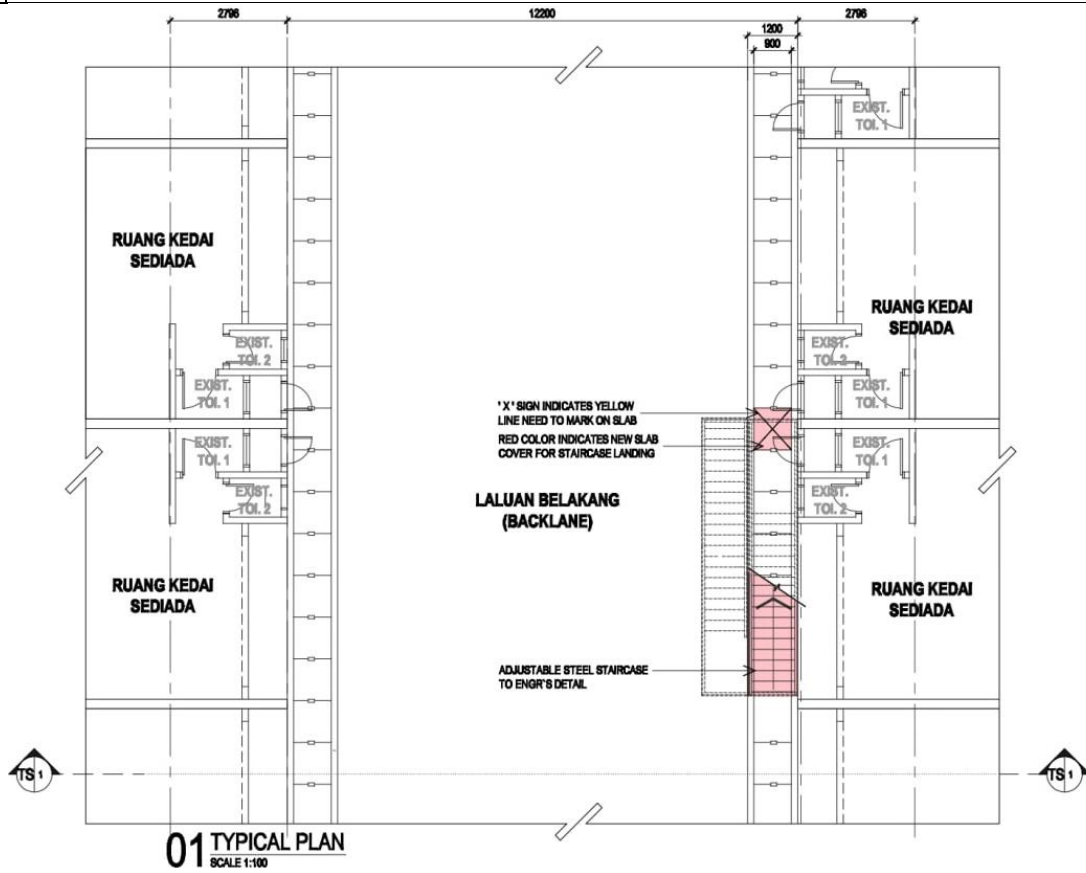 2796
12200
2796
1200
900
EXIST.
TOI. 1
RUANG KEDAI
SEDIADA
RUANG KEDAI
SEDIADA
EXIST.
TOI. 2
EXIST.
TOI. 1
EXIST.
TOI. 2
EXIST.
TOI. 1
' X ' SIGN INDICATES YELLOW
LINE NEED TO MARK ON SLAB
RED COLOR INDICATES NEW SLAB
COVER FOR STAIRCASE LANDING
EXIST.
TOI. 1
EXIST.
TOI. 2
EXIST.
TOI. 1
EXIST.
TOI. 2
LALUAN BELAKANG
(BACKLANE)
RUANG KEDAI
SEDIADA
RUANG KEDAI
SEDIADA
ADJUSTABLE STEEL STAIRCASE
TO ENGR`S DETAIL
TS 1
TS 1
01 TYPICAL PLAN
SCALE 1:100